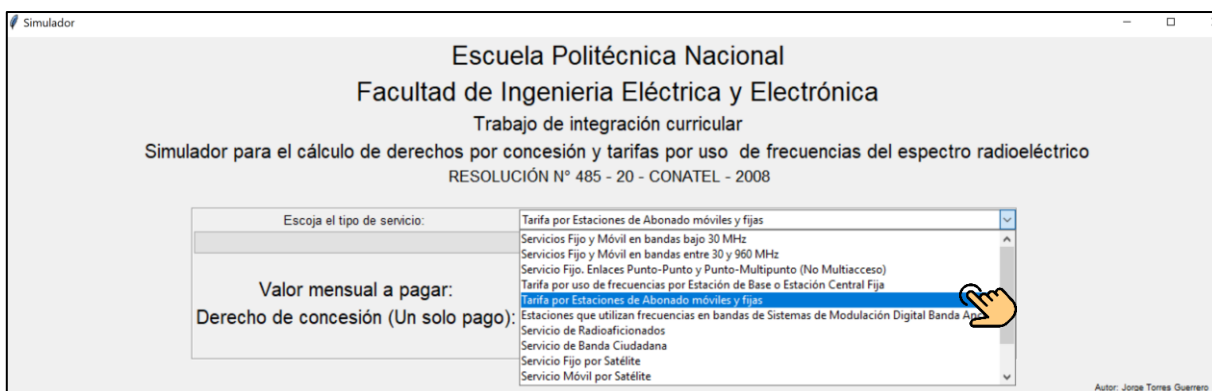 Simulador
Escuela Politécnica Nacional
Facultad de Ingenieria Eléctrica y Electrónica
Trabajo de integración curricular
Simulador para el cálculo de derechos por concesión y tarifas por uso de frecuencias del espectro radioeléctrico
RESOLUCIÓN N° 485 - 20 - CONATEL - 2008
Escoja el tipo de servicio:
Tarifa por Estaciones de Abonado móviles y fijas
Servicios Fijo y Móvil en bandas bajo 30 MHz
Servicios Fijo y Móvil en bandas entre 30 y 960 MHz
Servicio Fijo. Enlaces Punto-Punto y Punto-Multipunto (No Multiacceso)
Tarifa por uso de frecuencias por Estación de Base o Estación Central Fija
Tarifa por Estaciones de Abonado móviles y fijas
Estaciones que utilizan frecuencias en bandas de Sistemas de Modulación Digital Banda
Servicio de Radioaficionados
Servicio de Banda Ciudadana
Servicio Fijo por Satélite
Servicio Móvil por Satélite
Valor mensual a pagar:
Derecho de concesión (Un solo pago):
Autor: Jorge Torres Guerrero